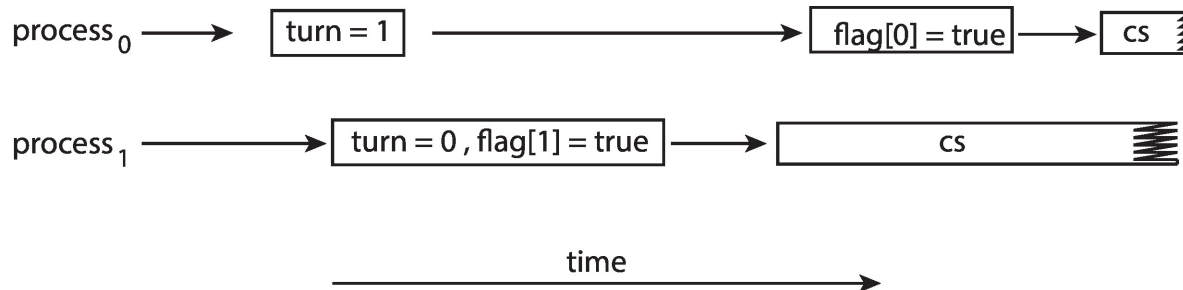 process₀ turn = 1 flag[0] = true cs
process₁ turn = 0 , flag[1] = true cs
time